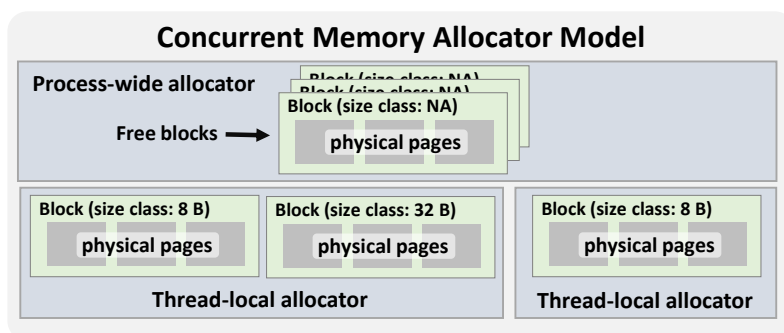 Concurrent Memory Allocator Model
Process-wide allocator
Block (size class: NA)
Block (size class: NA)
Block (size class: NA)
Free blocks
physical pages
Block (size class: 8 B)
Block (size class: 32 B)
Block (size class: 8 B)
physical pages
physical pages
physical pages
Thread-local allocator
Thread-local allocator